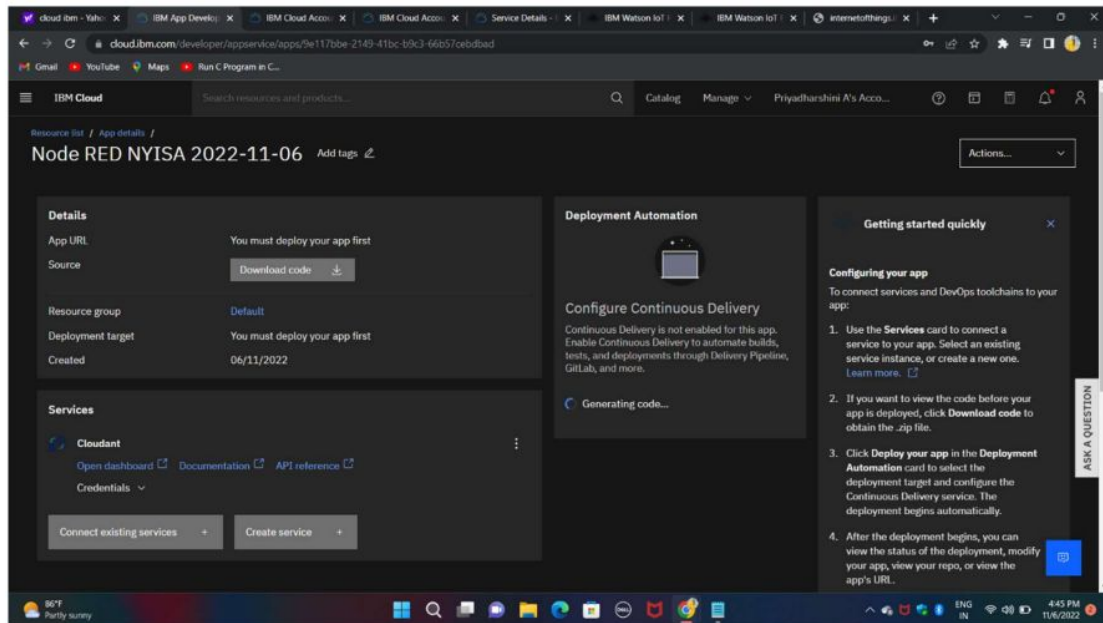 cloud ibm - Yaho
IBM App Develop
IBM Cloud Accou
IBM Cloud Accou
Service Details -
IBM Watson IoT
IBM Watson IoT
internetofthings.
cloud.ibm.com/developer/appservice/apps/9e117bbe-2149-41bc-b9c3-66b57cebdbad
Gmail
YouTube
Maps
Run C Program in C...
IBM Cloud
Search resources and products...
Catalog
Manage
Priyadharshini A's Acco...
Resource list / App details /
Node RED NYISA 2022-11-06
Add tags
Actions...
Details
App URL
You must deploy your app first
Source
Download code
Resource group
Default
Deployment target
You must deploy your app first
Created
06/11/2022
Services
Cloudant
Open dashboard
Documentation
API reference
Credentials
Connect existing services +
Create service +
Deployment Automation
Configure Continuous Delivery
Continuous Delivery is not enabled for this app.
Enable Continuous Delivery to automate builds,
tests, and deployments through Delivery Pipeline,
GitLab, and more.
Generating code...
Getting started quickly
Configuring your app
To connect services and DevOps toolchains to your
app:
1. Use the Services card to connect a
service to your app. Select an existing
service instance, or create a new one.
Learn more.
2. If you want to view the code before your
app is deployed, click Download code to
obtain the .zip file.
3. Click Deploy your app in the Deployment
Automation card to select the
deployment target and configure the
Continuous Delivery service. The
deployment begins automatically.
4. After the deployment begins, you can
view the status of the deployment, modify
your app, view your repo, or view the
app's URL.
ASK A QUESTION
86°F
Partly sunny
ENG
IN
4:45 PM
11/6/2022